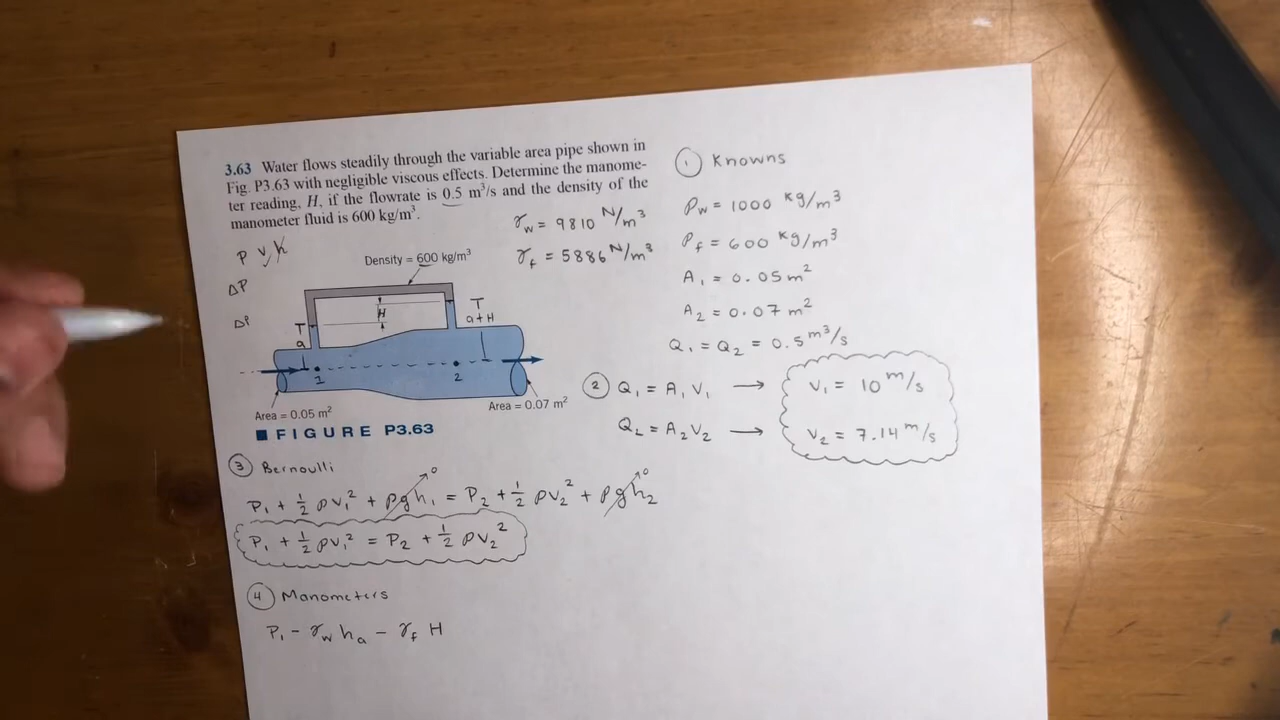 3.63 Water flows steadily through the variable area pipe shown in
Fig. P3.63 with negligible viscous effects. Determine the manome-
ter reading, H, if the flowrate is 0.5 m³/s and the density of the
manometer fluid is 600 kg/m³.
γw = 9810 N/m³
γf = 5886 N/m³
P V h
ΔP
ΔP
Density = 600 kg/m³
H
T
a
T
a+H
1
2
Area = 0.05 m²
Area = 0.07 m²
■ FIGURE P3.63
① Knowns
ρw = 1000 kg/m³
ρf = 600 kg/m³
A₁ = 0.05 m²
A₂ = 0.07 m²
Q₁ = Q₂ = 0.5 m³/s
② Q₁ = A₁ V₁ → V₁ = 10 m/s
Q₂ = A₂ V₂ → V₂ = 7.14 m/s
③ Bernoulli
P₁ + ½ ρV₁² + ρgh₁ → 0 = P₂ + ½ ρV₂² + ρgh₂ → 0
P₁ + ½ ρV₁² = P₂ + ½ ρV₂²
④ Manometers
P₁ - γw ha - γf H